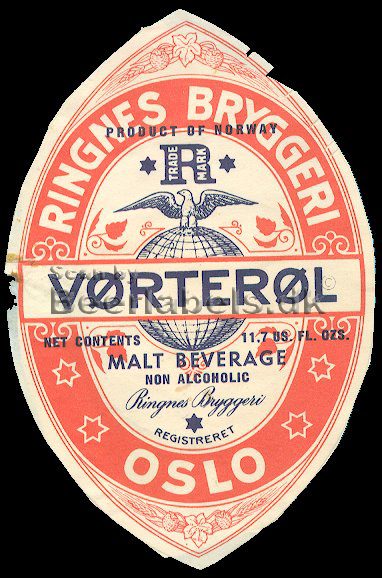 RINGNES BRYGGERI
PRODUCT OF NORWAY
TRADE R MARK
Scan by
VØRTERØL
©
Beerlabels.dk
NET CONTENTS 11,7 US. FL. OZS.
MALT BEVERAGE
NON ALCOHOLIC
Ringnes Bryggeri
REGISTRERET
OSLO